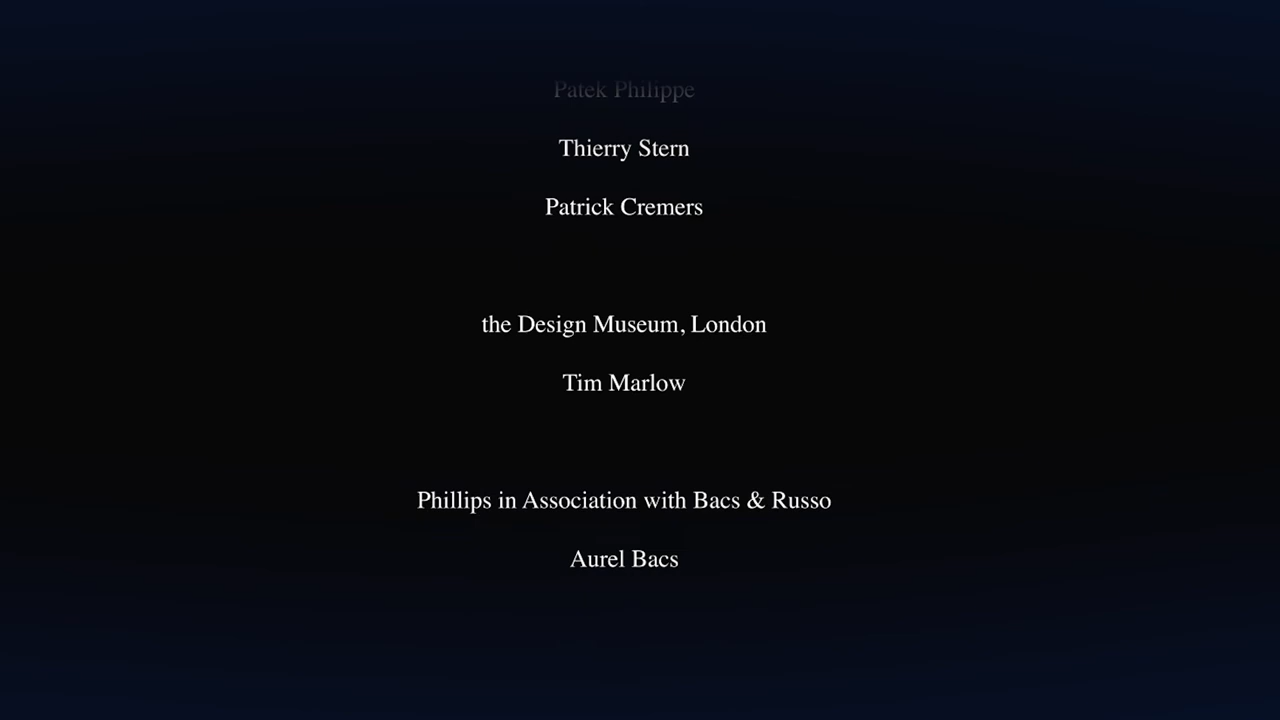 Patek Philippe
Thierry Stern
Patrick Cremers
the Design Museum, London
Tim Marlow
Phillips in Association with Bacs & Russo
Aurel Bacs